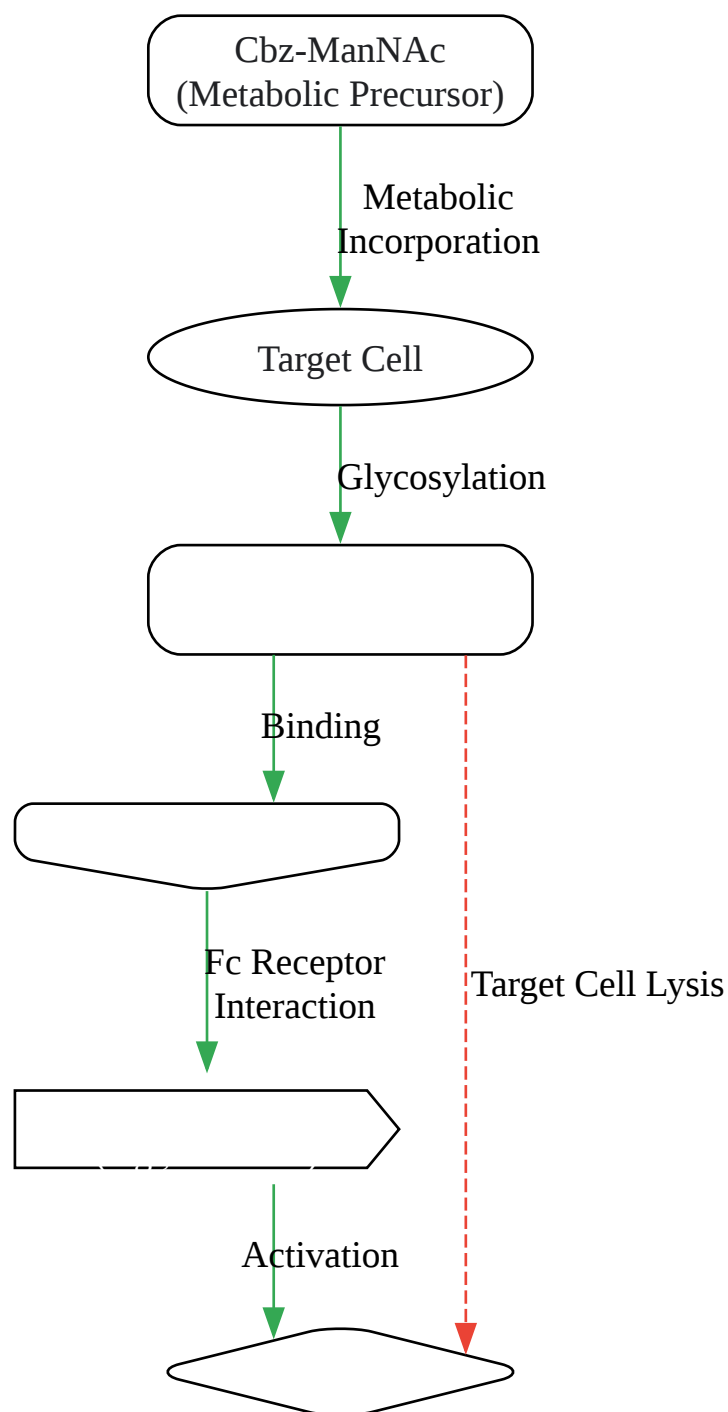 Cbz-ManNAc
(Metabolic Precursor)
Metabolic
Incorporation
Target Cell
Glycosylation
Binding
Fc Receptor
Interaction
Target Cell Lysis
Activation